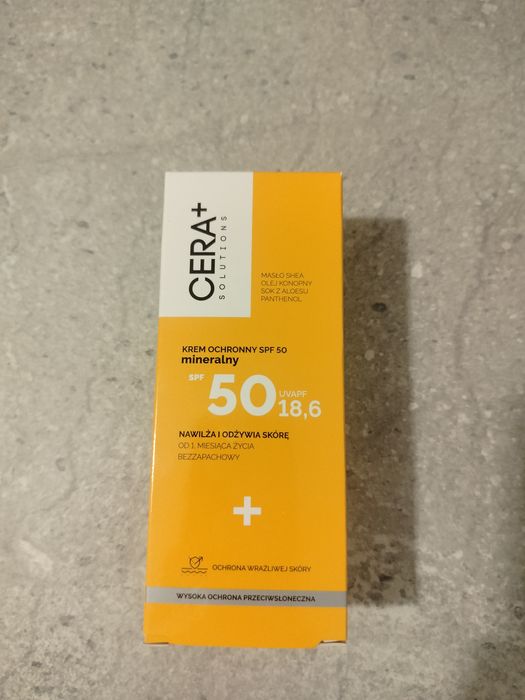 CERA+
SOLUTIONS
MASŁO SHEA
OLEJ KONOPNY
SOK Z ALOESU
PANTHENOL
KREM OCHRONNY SPF 50
mineralny
SPF
50
UVAPF
18,6
NAWILŻA I ODŻYWIA SKÓRĘ
OD 1. MIESIĄCA ŻYCIA
BEZZAPACHOWY
OCHRONA WRAŻLIWEJ SKÓRY
WYSOKA OCHRONA PRZECIWSŁONECZNA